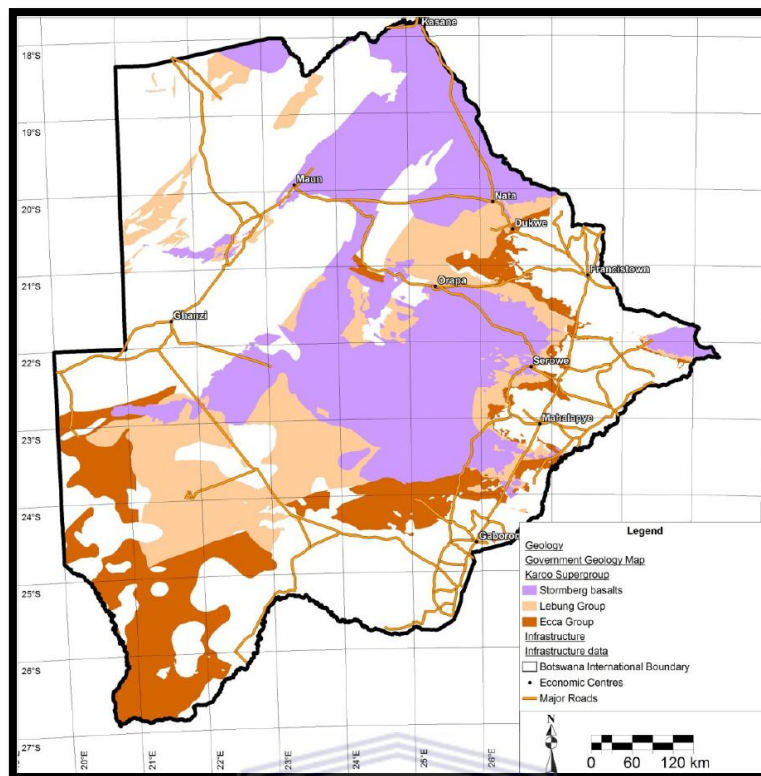 Kasane
18°S
19°S
Maun
20°S
Nata
Dukwe
21°S
Orapa
Francistown
Ghanzi
22°S
Serowe
23°S
Mahalapye
24°S
Gaboron
25°S
26°S
27°S
20°E
21°E
22°E
23°E
24°E
25°E
26°E
Legend
Geology
Government Geology Map
Karoo Supergroup
Stormberg basalts
Lebung Group
Ecca Group
Infrastructure
Infrastructure data
Botswana International Boundary
Economic Centres
Major Roads
N
0 60 120 km